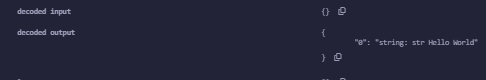 decoded input {}
decoded output {
"0": "string: str Hello World"
}